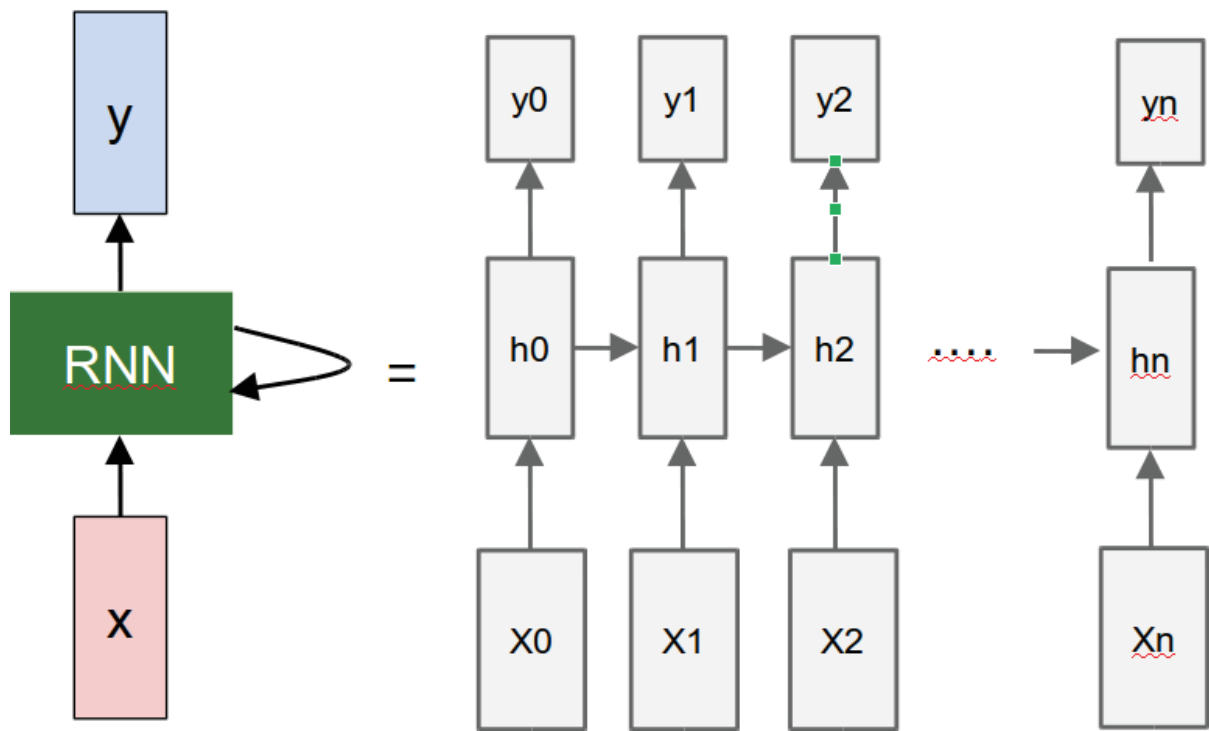 y
RNN
x
=
y0 y1 y2 yn
h0 h1 h2 .... hn
X0 X1 X2 Xn